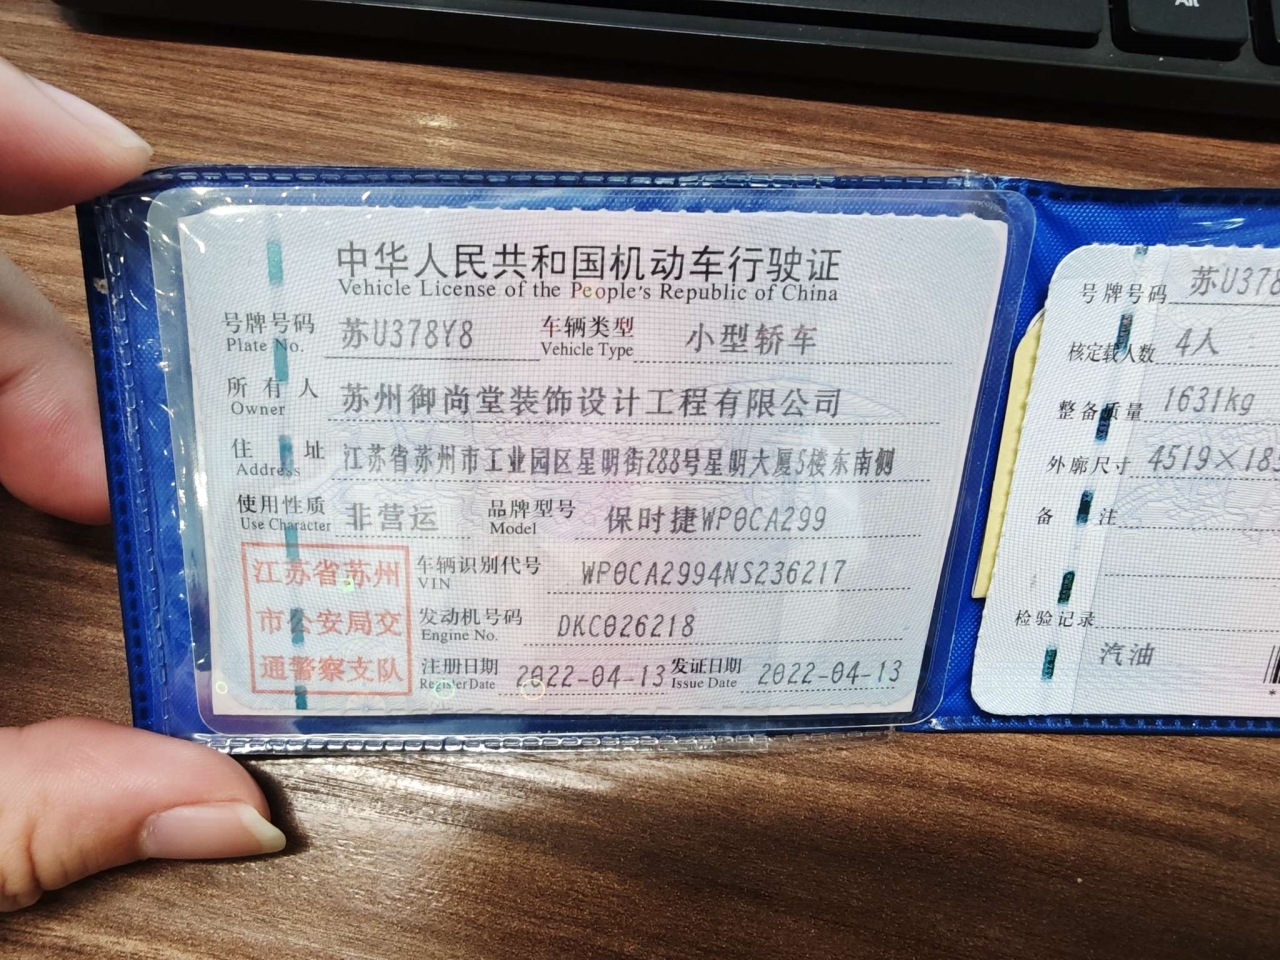 Alt
中华人民共和国机动车行驶证
Vehicle License of the People's Republic of China
号牌号码 苏U378Y8 车辆类型 小型轿车
Plate No. Vehicle Type
所有人 苏州御尚堂装饰设计工程有限公司
Owner
住址 江苏省苏州市工业园区星明街288号星明大厦5楼东南侧
Address
使用性质 非营运 品牌型号 保时捷WP0CA299
Use Character Model
江苏省苏州
市公安局交
通警察支队
车辆识别代号 WP0CA2994NS236217
VIN
发动机号码 DKC026218
Engine No.
注册日期 2022-04-13 发证日期 2022-04-13
Register Date Issue Date
号牌号码 苏U378
核定载人数 4人
整备质量 1631kg
外廓尺寸 4519×185
备注
检验记录
汽油